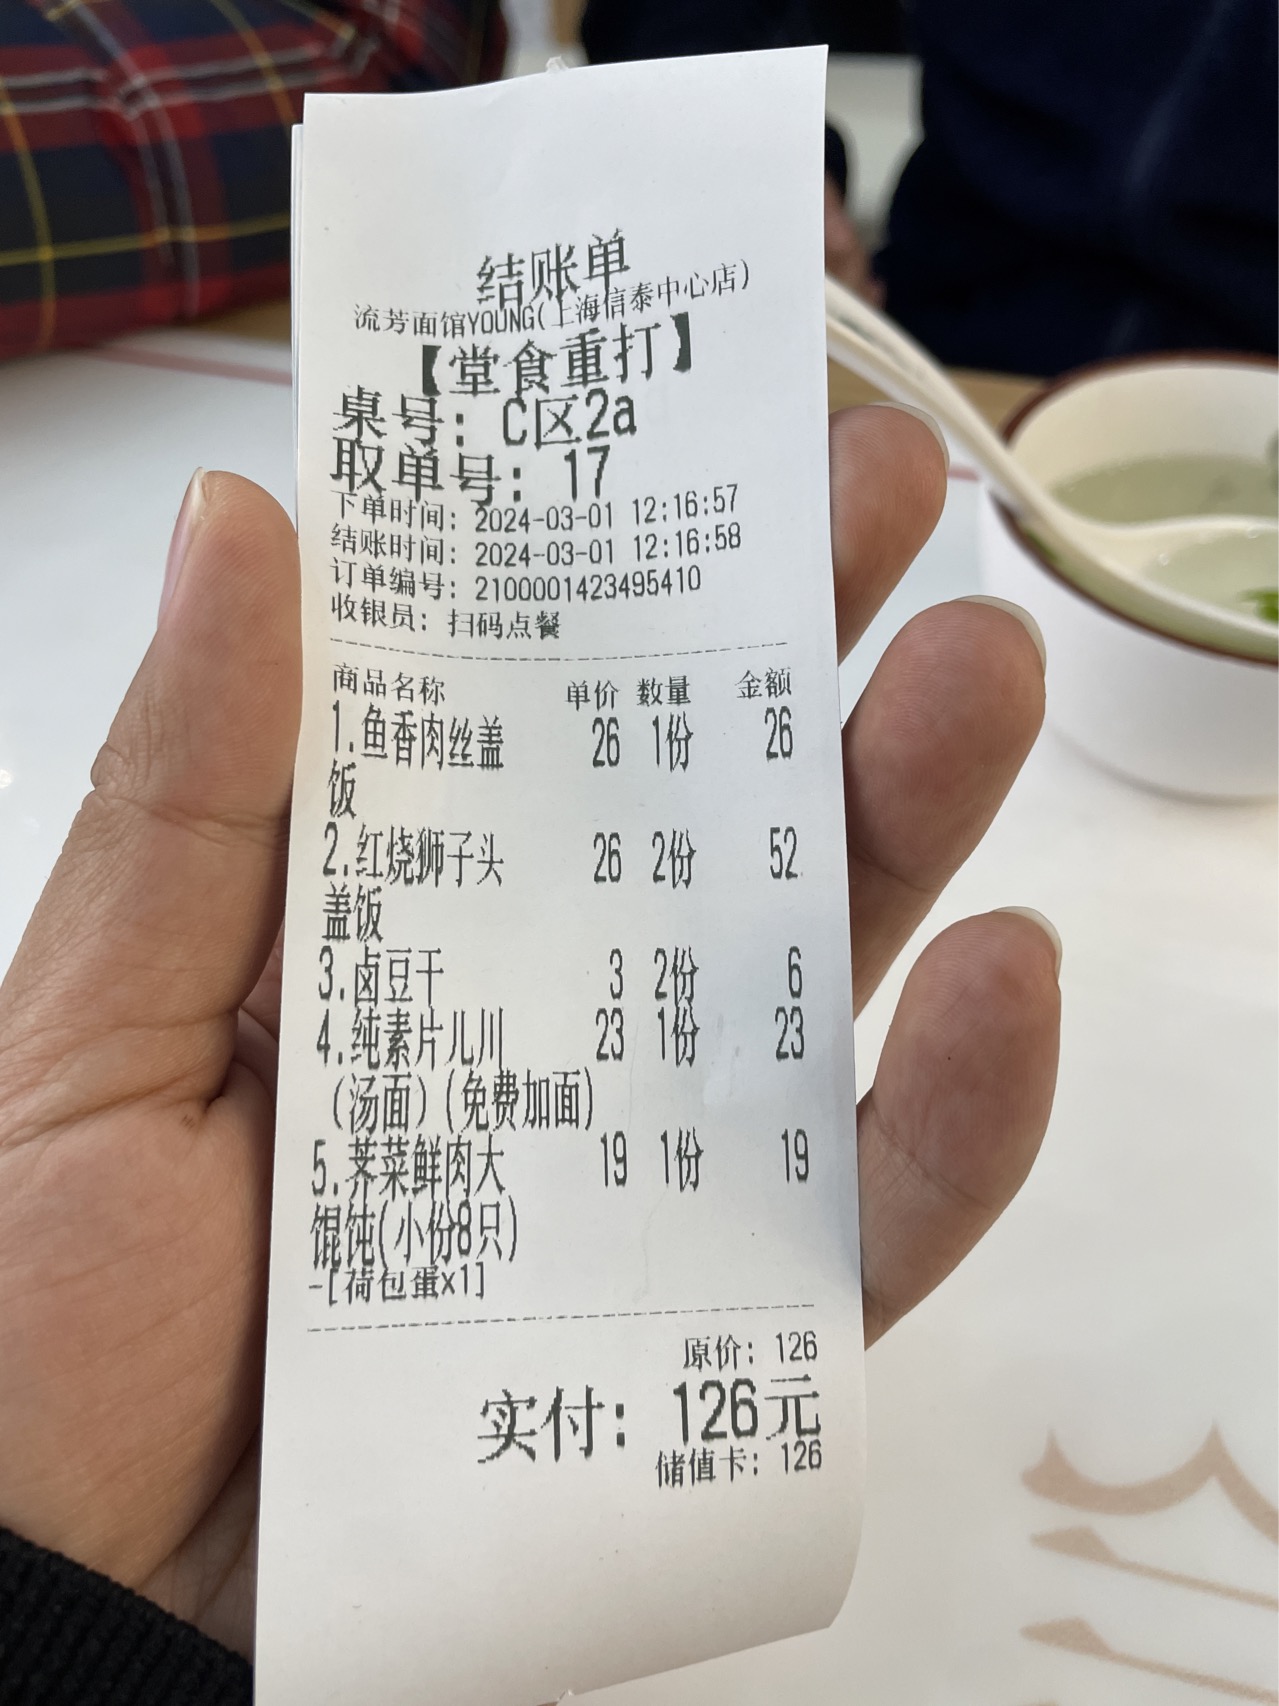 结账单
流芳面馆YOUNG(上海信泰中心店)
【堂食重打】
桌号: C区2a
取单号: 17
下单时间: 2024-03-01 12:16:57
结账时间: 2024-03-01 12:16:58
订单编号: 2100001423495410
收银员: 扫码点餐
商品名称 单价 数量 金额
1.鱼香肉丝盖 26 1份 26
饭
2.红烧狮子头 26 2份 52
盖饭
3.卤豆干 3 2份 6
4.纯素片儿川 23 1份 23
(汤面)(免费加面)
5.荠菜鲜肉大 19 1份 19
馄饨(小份8只)
-[荷包蛋x1]
原价: 126
实付: 126元
储值卡: 126